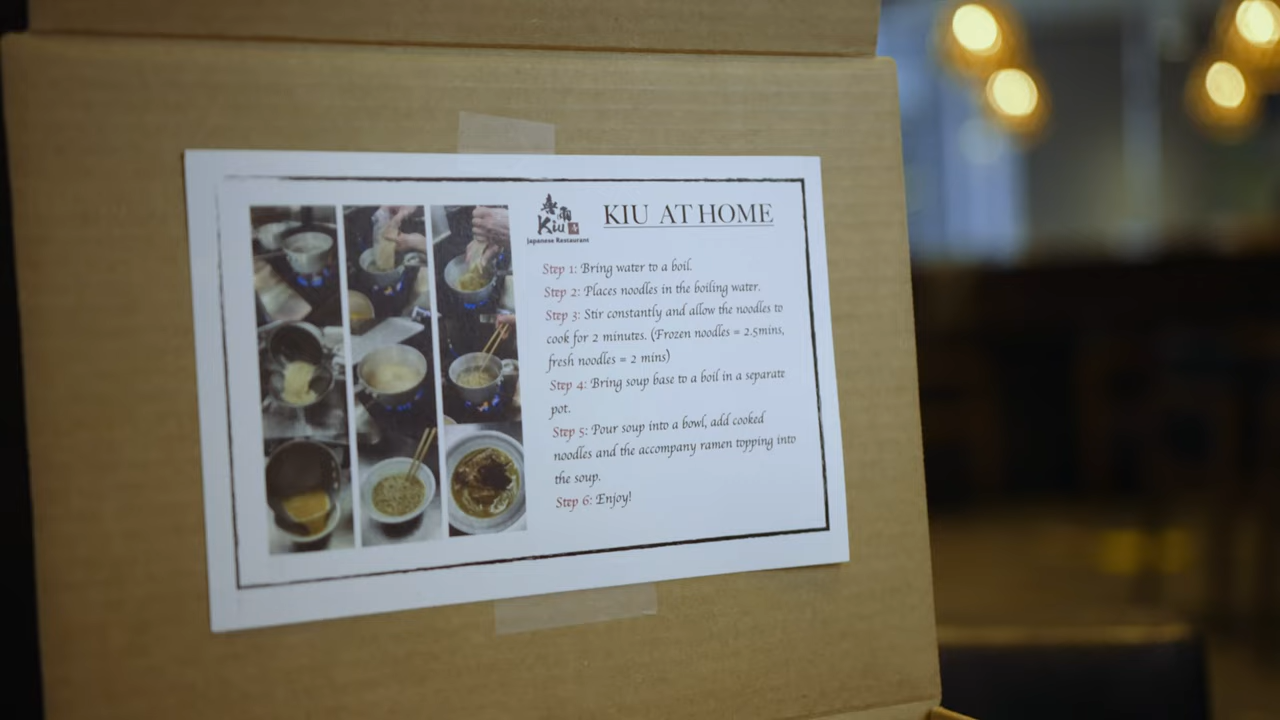 Kiu
Japanese Restaurant
KIU AT HOME
Step 1: Bring water to a boil.
Step 2: Places noodles in the boiling water.
Step 3: Stir constantly and allow the noodles to
cook for 2 minutes. (Frozen noodles = 2.5mins,
fresh noodles = 2 mins)
Step 4: Bring soup base to a boil in a separate
pot.
Step 5: Pour soup into a bowl, add cooked
noodles and the accompany ramen topping into
the soup.
Step 6: Enjoy!